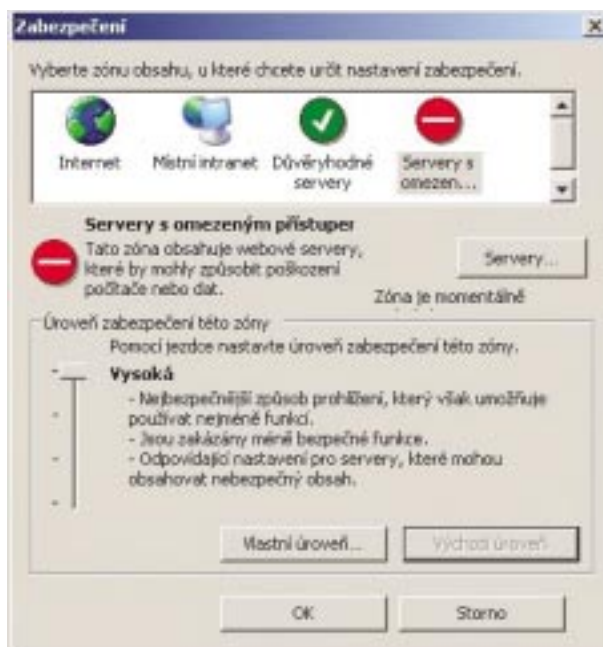 Zabezpečení
Vyberte zónu obsahu, u které chcete určit nastavení zabezpečení.
Internet
Místní intranet
Důvěryhodné
servery
Servery s
omezen...
Servery s omezeným přístuper
Tato zóna obsahuje webové servery,
které by mohly způsobit poškození
počítače nebo dat.
Servery...
Zóna je momentálně
Úroveň zabezpečení této zóny
Pomocí jezdce nastavte úroveň zabezpečení této zóny.
Vysoká
- Nejbezpečnější způsob prohlížení, který však umožňuje
používat nejméně funkcí.
- Jsou zakázány méně bezpečné funkce.
- Odpovídající nastavení pro servery, které mohou
obsahovat nebezpečný obsah.
Vlastní úroveň...
Výchozí úroveň
OK
Storno